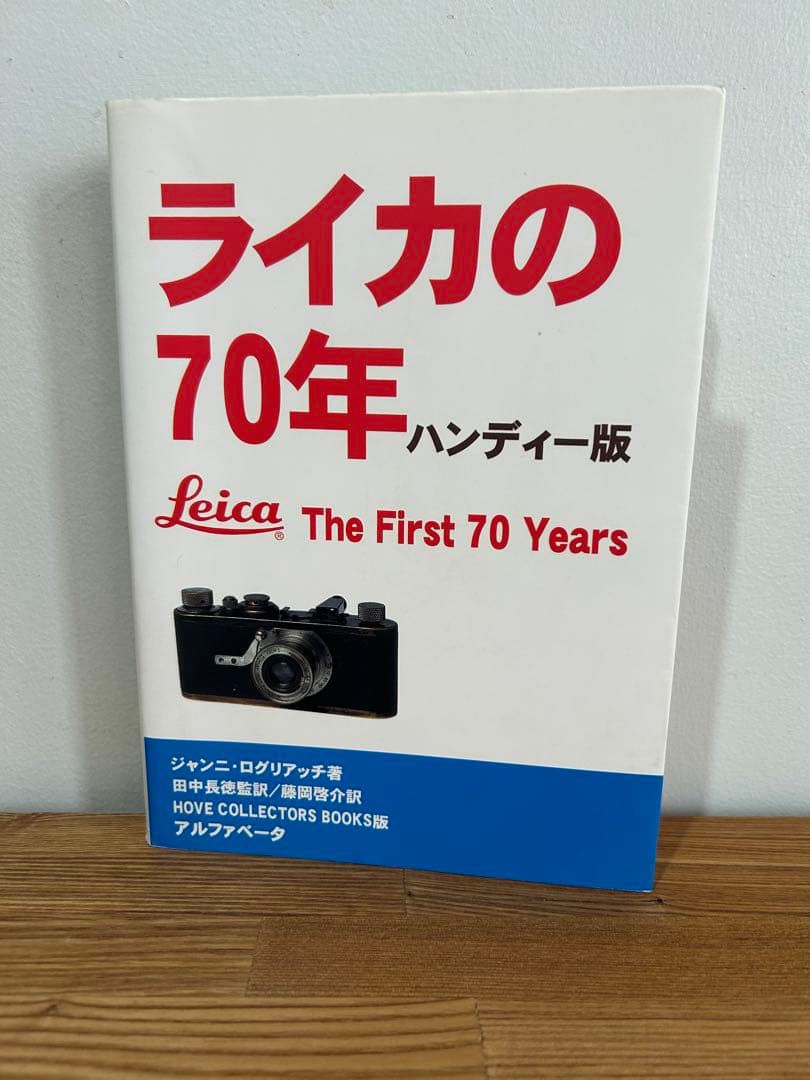 ライカの
70年ハンディー版
Leica® The First 70 Years
ジャンニ・ログリアッチ著
田中長徳監訳/藤岡啓介訳
HOVE COLLECTORS BOOKS版
アルファベータ